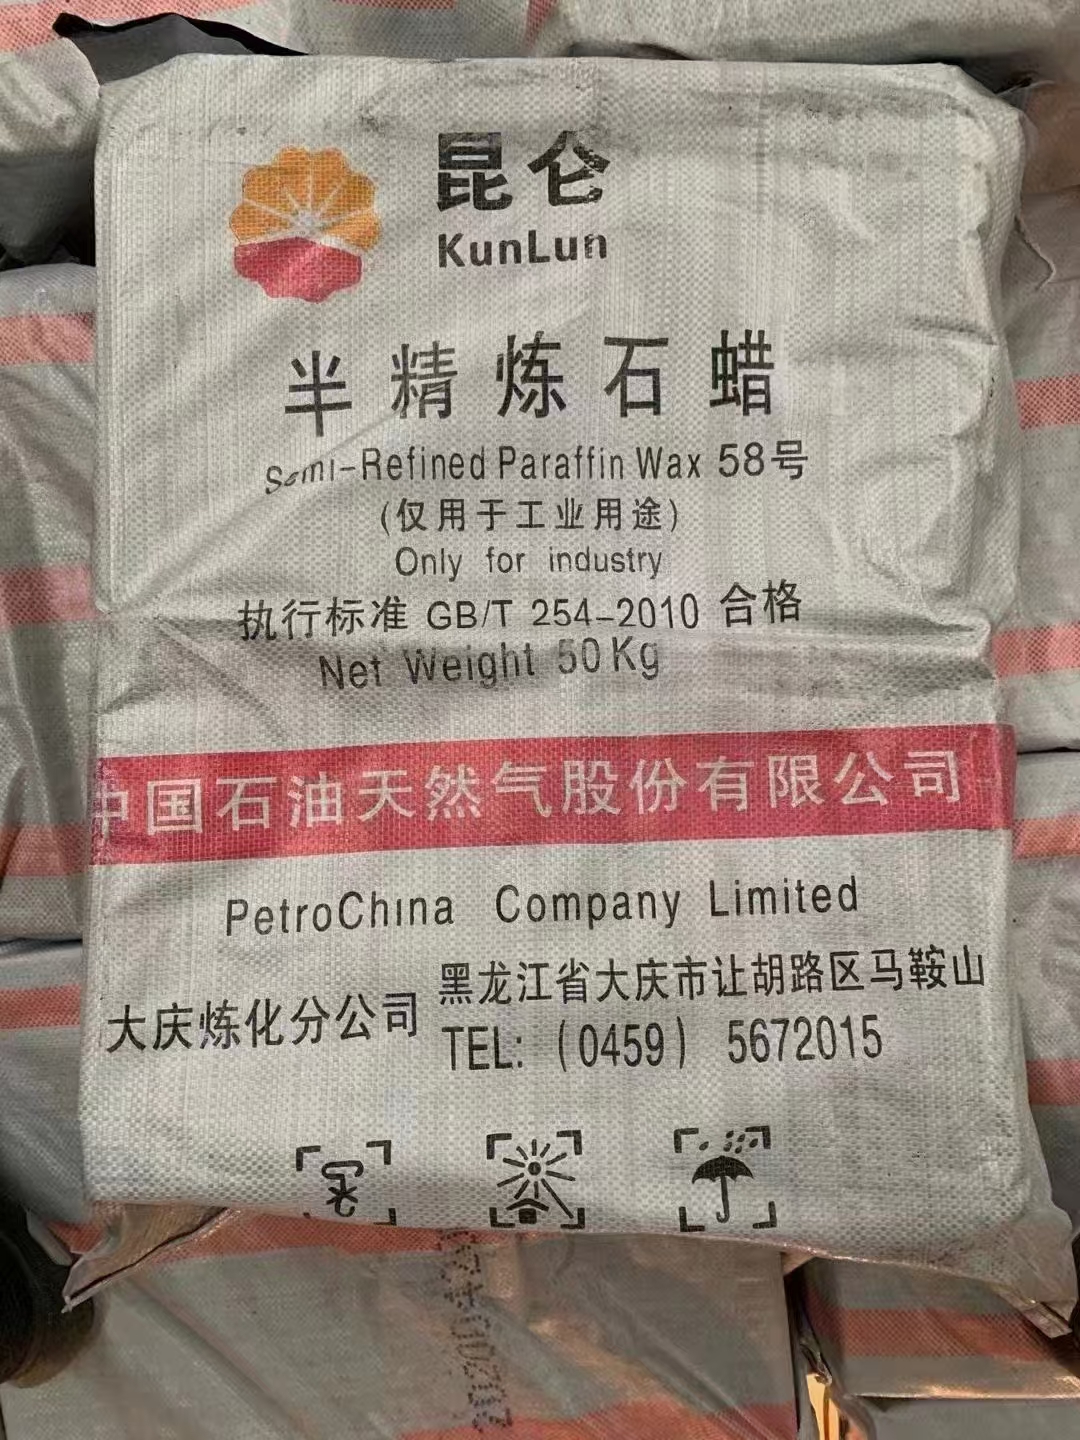 昆仑
KunLun
半精炼石蜡
Semi-Refined Paraffin Wax 58号
(仅用于工业用途)
Only for industry
执行标准 GB/T 254-2010 合格
Net Weight 50Kg
中国石油天然气股份有限公司
PetroChina Company Limited
大庆炼化分公司
黑龙江省大庆市让胡路区马鞍山
TEL: (0459) 5672015